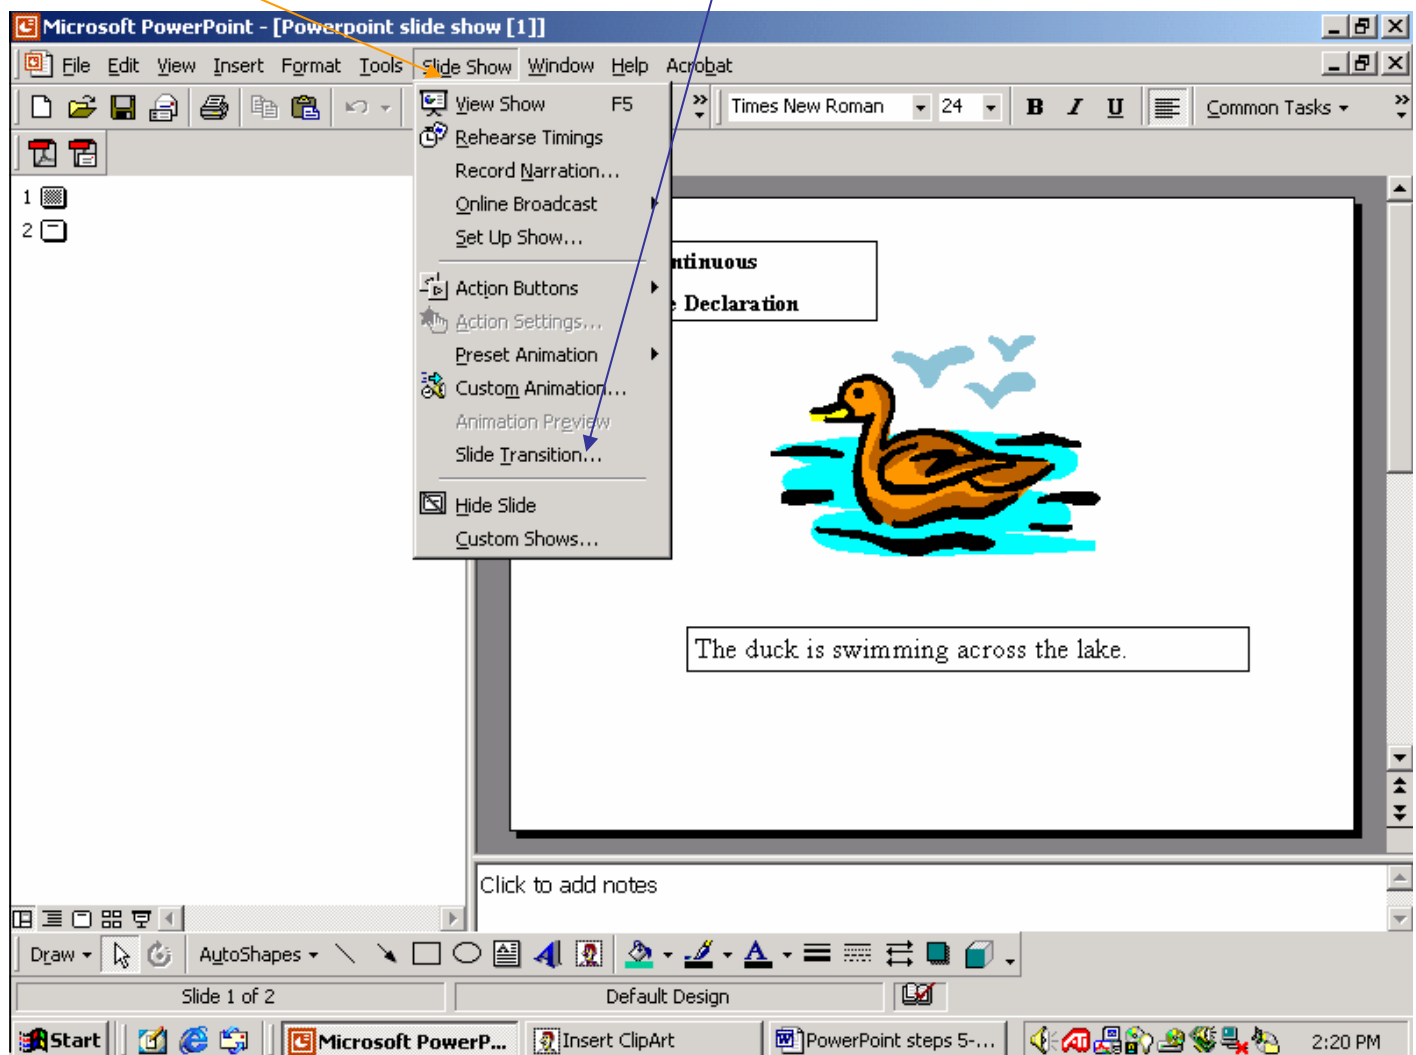 Microsoft PowerPoint - [Powerpoint slide show [1]]
File Edit View Insert Format Tools Slide Show Window Help Acrobat
Times New Roman 24 B I U Common Tasks
View Show F5
Rehearse Timings
Record Narration...
Online Broadcast
Set Up Show...
Action Buttons
Action Settings...
Preset Animation
Custom Animation...
Animation Preview
Slide Transition...
Hide Slide
Custom Shows...
1
2
ntinuous
e Declaration
The duck is swimming across the lake.
Click to add notes
Draw AutoShapes
Slide 1 of 2 Default Design
Start Microsoft PowerP... Insert ClipArt PowerPoint steps 5-... 2:20 PM